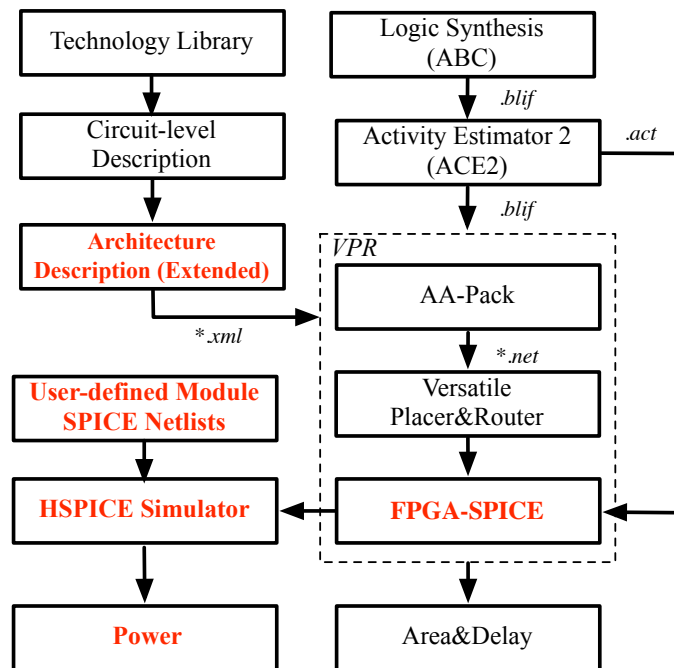 Technology Library
Logic Synthesis
(ABC)
.blif
Circuit-level
Description
Activity Estimator 2
(ACE2)
.act
.blif
Architecture
Description (Extended)
*.xml
VPR
AA-Pack
*.net
User-defined Module
SPICE Netlists
Versatile
Placer&Router
HSPICE Simulator
FPGA-SPICE
Power
Area&Delay